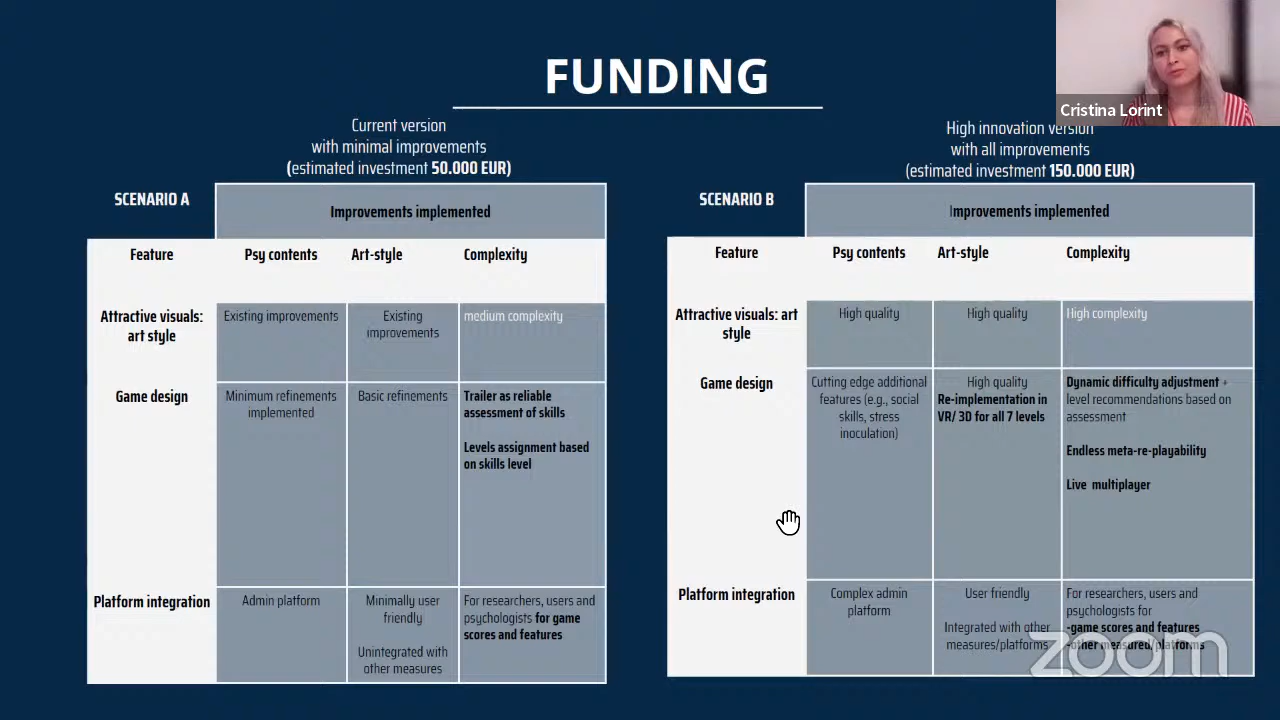 FUNDING
Cristina Lorint
Current version
with minimal improvements
(estimated investment 50.000 EUR)
SCENARIO A
Improvements implemented
Feature
Psy contents
Art-style
Complexity
Attractive visuals:
art style
Existing improvements
Existing
improvements
medium complexity
Game design
Minimum refinements
implemented
Basic refinements
Trailer as reliable
assessment of skills
Levels assignment based
on skills level
Platform integration
Admin platform
Minimally user
friendly
Unintegrated with
other measures
For researchers, users and
psychologists for game
scores and features
High innovation version
with all improvements
(estimated investment 150.000 EUR)
SCENARIO B
Improvements implemented
Feature
Psy contents
Art-style
Complexity
Attractive visuals: art
style
High quality
High quality
High complexity
Game design
Cutting edge additional
features (e.g., social
skills, stress
inoculation)
High quality
Re-implementation in
VR/ 3D for all 7 levels
Dynamic difficulty adjustment +
level recommendations based on
assessment
Endless meta-re-playability
Live multiplayer
Platform integration
Complex admin
platform
User friendly
Integrated with other
measures/platforms
For researchers, users and
psychologists for
-game scores and features
-other measured/platforms
zoom